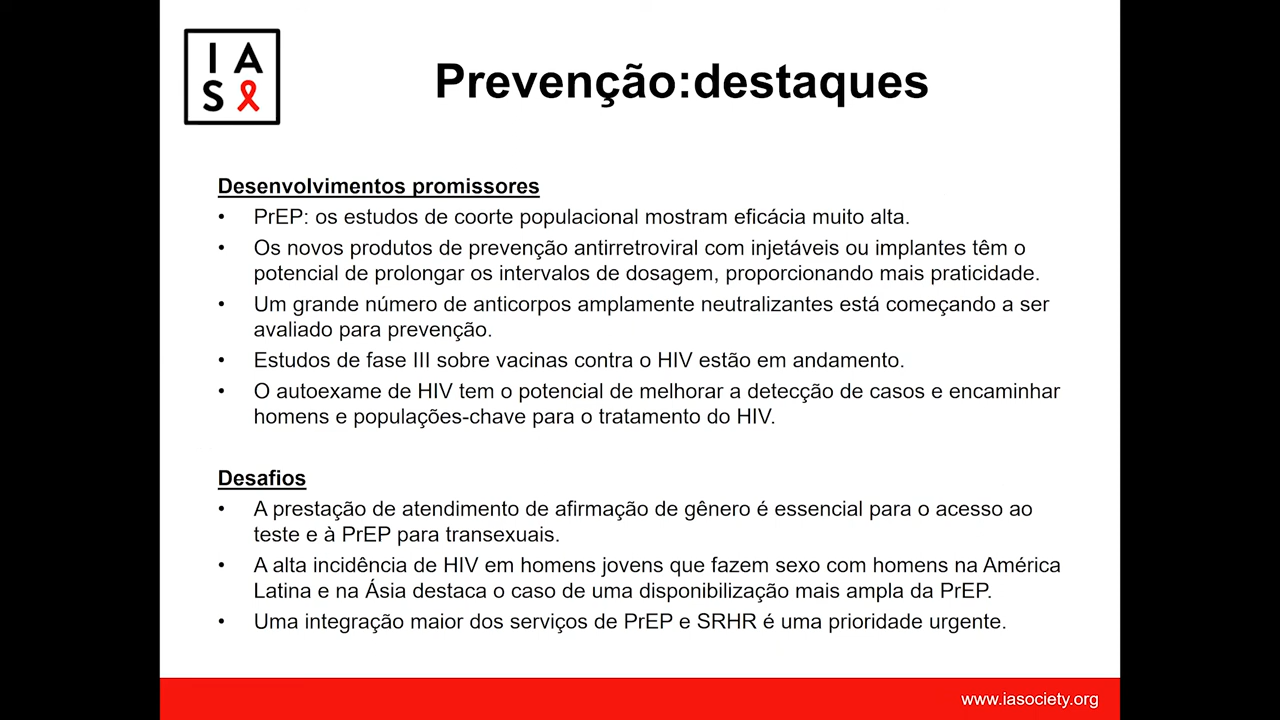 IA
S
Prevenção:destaques
Desenvolvimentos promissores
• PrEP: os estudos de coorte populacional mostram eficácia muito alta.
• Os novos produtos de prevenção antirretroviral com injetáveis ou implantes têm o
potencial de prolongar os intervalos de dosagem, proporcionando mais praticidade.
• Um grande número de anticorpos amplamente neutralizantes está começando a ser
avaliado para prevenção.
• Estudos de fase III sobre vacinas contra o HIV estão em andamento.
• O autoexame de HIV tem o potencial de melhorar a detecção de casos e encaminhar
homens e populações-chave para o tratamento do HIV.
Desafios
• A prestação de atendimento de afirmação de gênero é essencial para o acesso ao
teste e à PrEP para transexuais.
• A alta incidência de HIV em homens jovens que fazem sexo com homens na América
Latina e na Ásia destaca o caso de uma disponibilização mais ampla da PrEP.
• Uma integração maior dos serviços de PrEP e SRHR é uma prioridade urgente.
www.iasociety.org